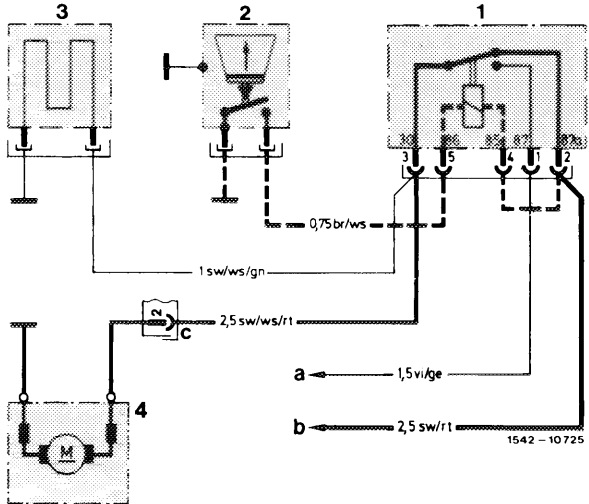 3 2 1
30 86 85 87 87a
3 5 4 1 2
0,75 br/ws
1 sw/ws/gn
2
c
2,5 sw/ws/rt
a 1,5 vi/ge
4
M
b 2,5 sw/rt
1542 – 10725